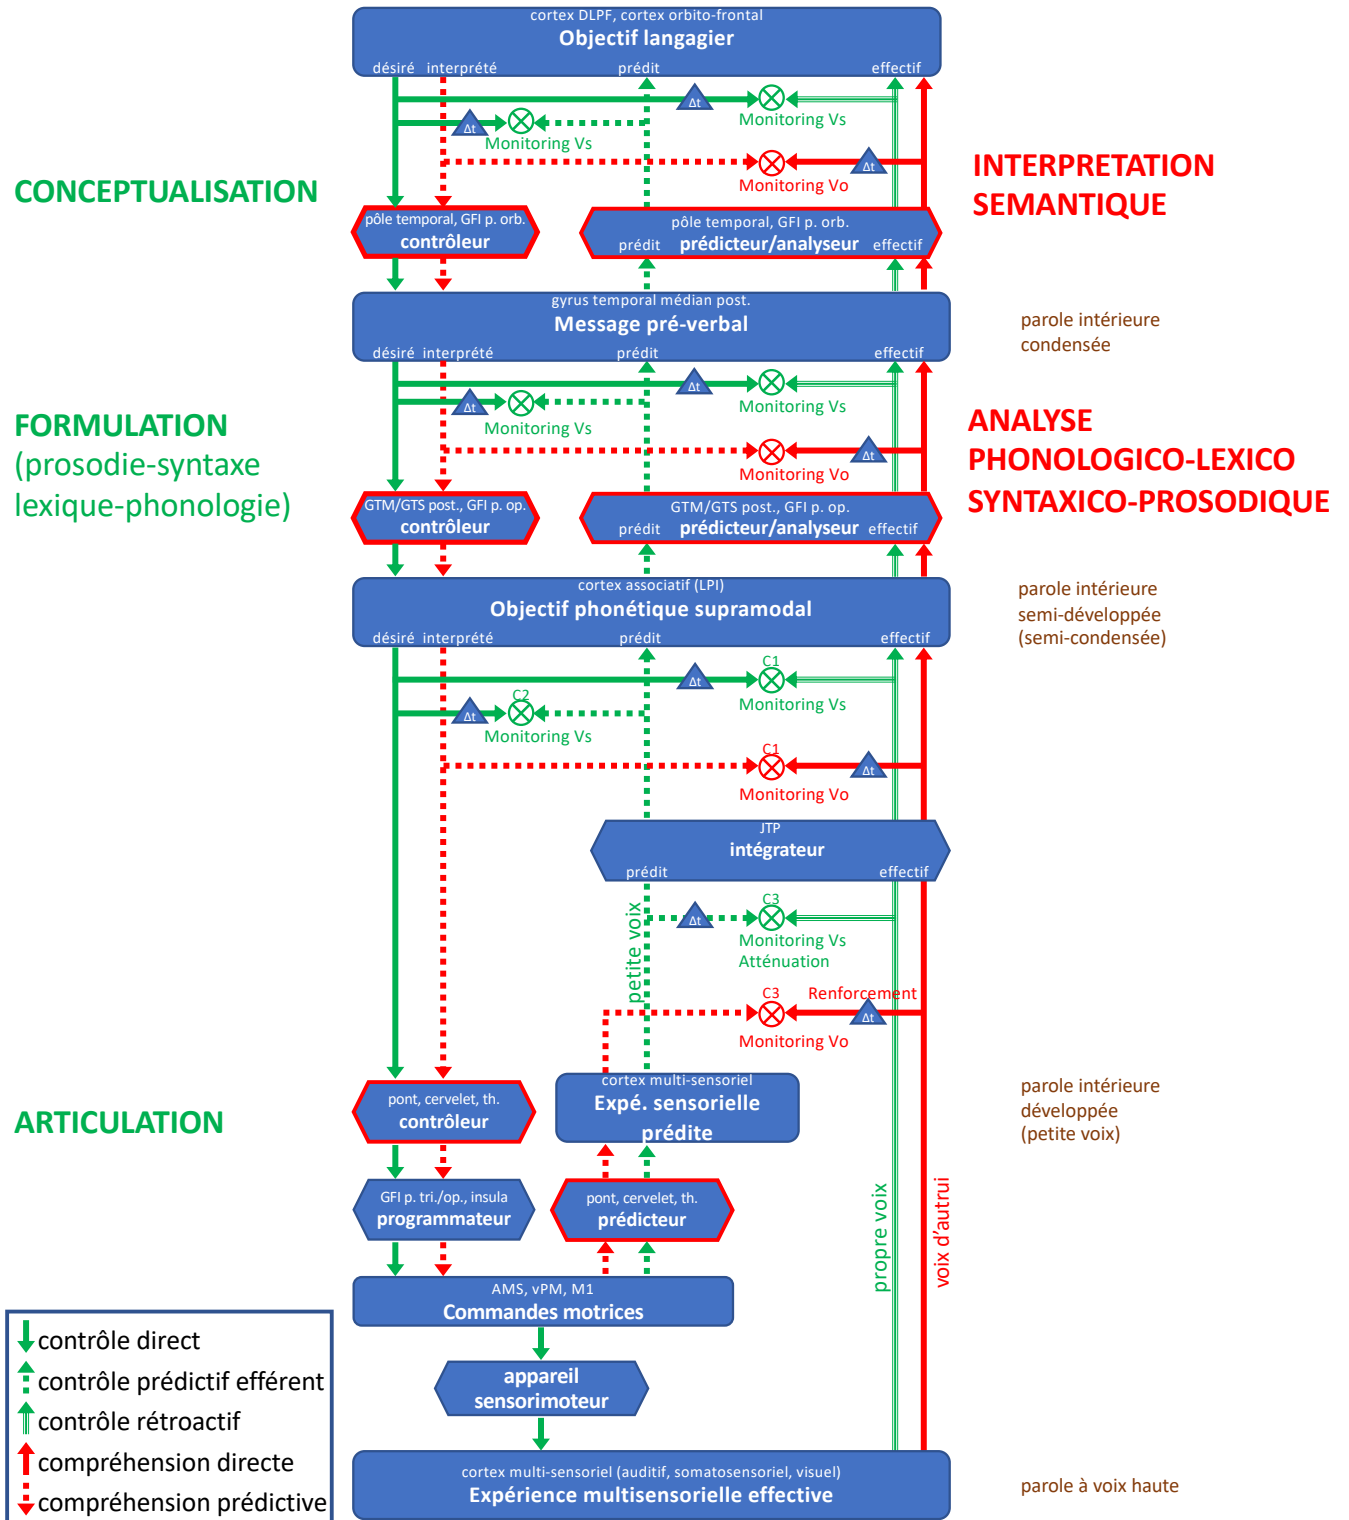 cortex DLPF, cortex orbito-frontal
Objectif langagier
désiré interprété prédit effectif
Δt
Monitoring Vs
Δt
Monitoring Vs
Δt
Monitoring Vo
CONCEPTUALISATION
INTERPRETATION
SEMANTIQUE
pôle temporal, GFI p. orb.
contrôleur
pôle temporal, GFI p. orb.
prédit prédicteur/analyseur effectif
gyrus temporal médian post.
Message pré-verbal
désiré interprété prédit effectif
parole intérieure
condensée
Δt
Monitoring Vs
Δt
Monitoring Vs
Δt
Monitoring Vo
FORMULATION
(prosodie-syntaxe
lexique-phonologie)
ANALYSE
PHONOLOGICO-LEXICO
SYNTAXICO-PROSODIQUE
GTM/GTS post., GFI p. op.
contrôleur
GTM/GTS post., GFI p. op.
prédit prédicteur/analyseur effectif
cortex associatif (LPI)
Objectif phonétique supramodal
désiré interprété prédit effectif
parole intérieure
semi-développée
(semi-condensée)
C1
Δt
Monitoring Vs
C2
Δt
Monitoring Vs
C1
Δt
Monitoring Vo
JTP
intégrateur
prédit effectif
petite voix
C3
Δt
Monitoring Vs
Atténuation
C3 Renforcement
Δt
Monitoring Vo
cortex multi-sensoriel
Expé. sensorielle
prédite
parole intérieure
développée
(petite voix)
ARTICULATION
pont, cervelet, th.
contrôleur
GFI p. tri./op., insula
programmateur
pont, cervelet, th.
prédicteur
propre voix
voix d'autrui
AMS, vPM, M1
Commandes motrices
appareil
sensorimoteur
cortex multi-sensoriel (auditif, somatosensoriel, visuel)
Expérience multisensorielle effective
parole à voix haute
contrôle direct
contrôle prédictif efférent
contrôle rétroactif
compréhension directe
compréhension prédictive